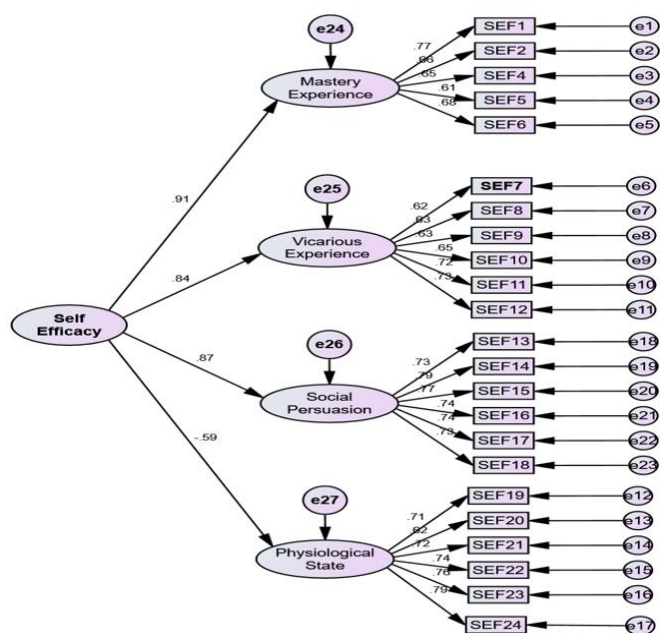 e24
Mastery
Experience
.77
.66
.65
.61
.68
SEF1
e1
SEF2
e2
SEF4
e3
SEF5
e4
SEF6
e5
.91
e25
Vicarious
Experience
.62
.63
.63
.65
.72
.73
SEF7
e6
SEF8
e7
SEF9
e8
SEF10
e9
SEF11
e10
SEF12
e11
.84
Self
Efficacy
.87
e26
Social
Persuasion
.73
.79
.77
.74
.74
.73
SEF13
e18
SEF14
e19
SEF15
e20
SEF16
e21
SEF17
e22
SEF18
e23
-.59
e27
Physiological
State
.71
.62
.72
.74
.76
.79
SEF19
e12
SEF20
e13
SEF21
e14
SEF22
e15
SEF23
e16
SEF24
e17